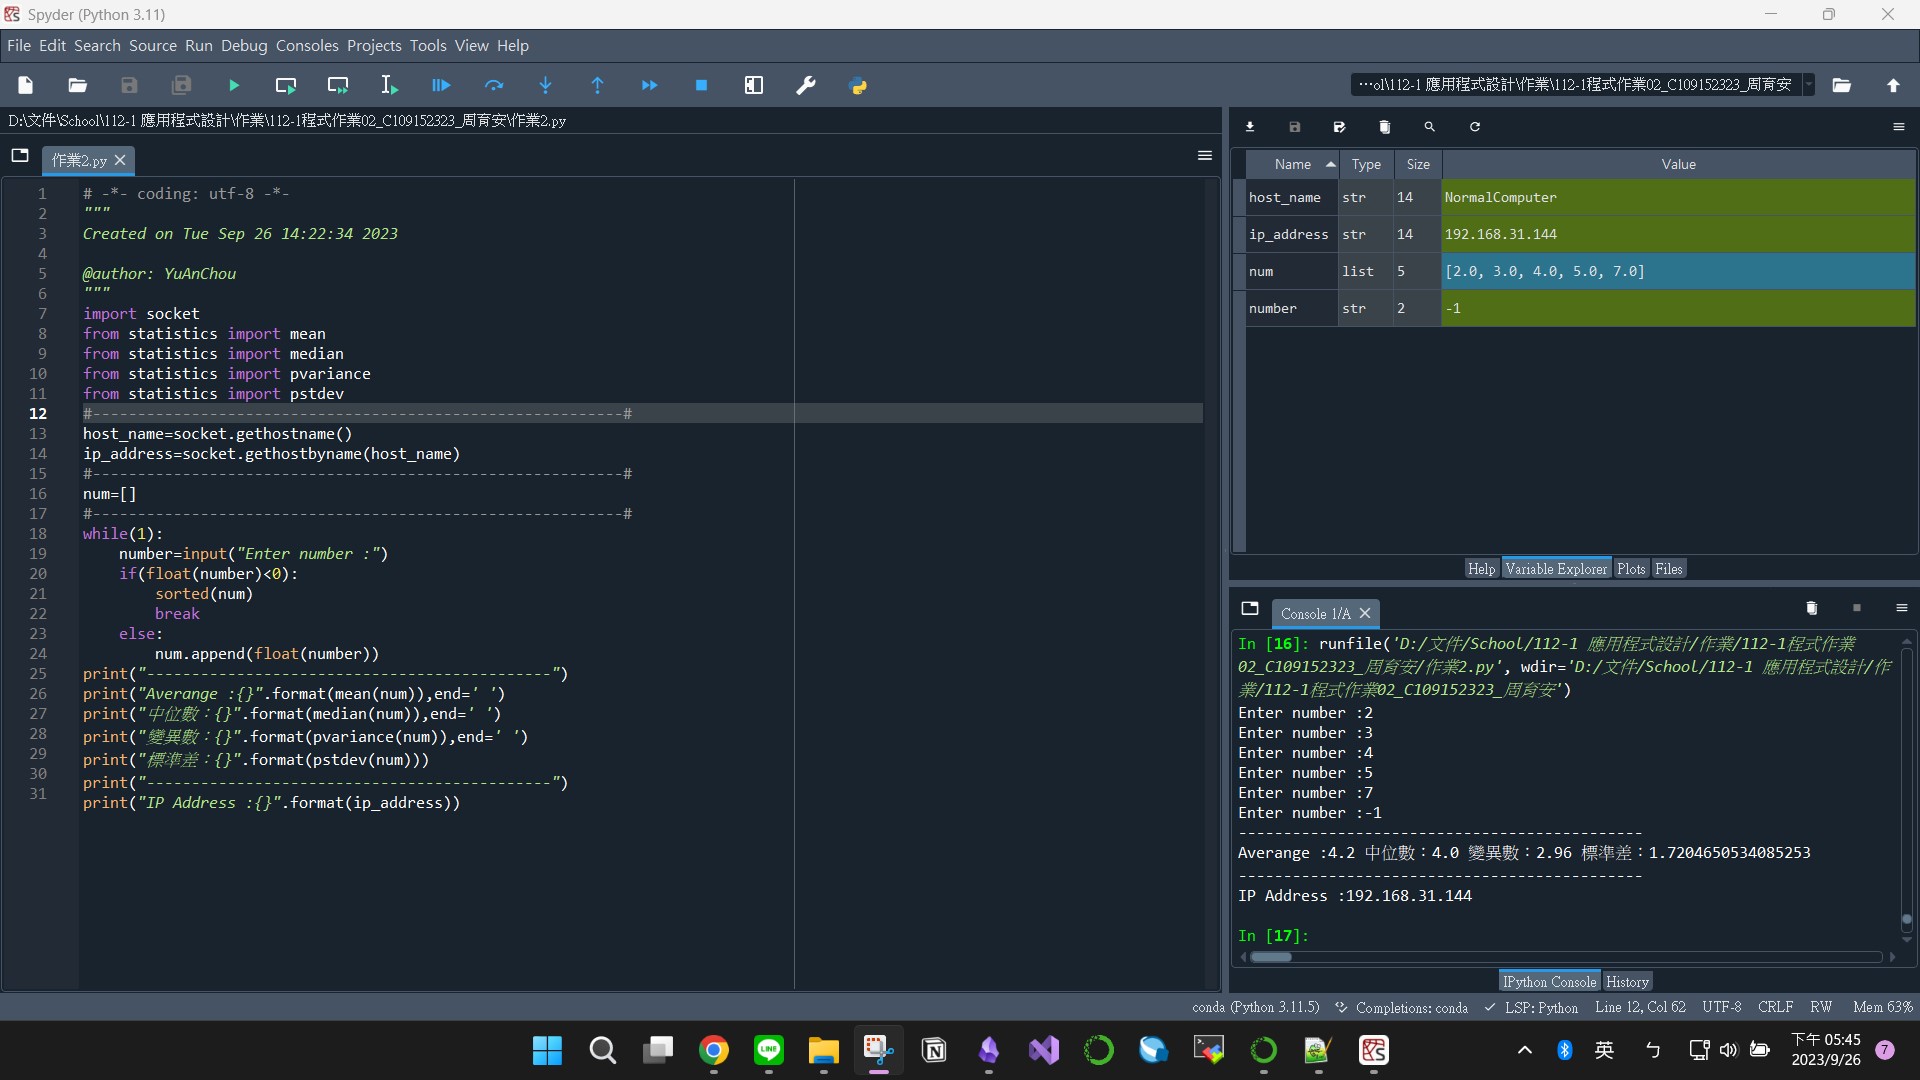 Spyder (Python 3.11)
File Edit Search Source Run Debug Consoles Projects Tools View Help
···ol\112-1 應用程式設計\作業\112-1程式作業02_C109152323_周育安
D:\文件\School\112-1 應用程式設計\作業\112-1程式作業02_C109152323_周育安\作業2.py
作業2.py
1 # -*- coding: utf-8 -*-
2 """
3 Created on Tue Sep 26 14:22:34 2023
4
5 @author: YuAnChou
6 """
7 import socket
8 from statistics import mean
9 from statistics import median
10 from statistics import pvariance
11 from statistics import pstdev
12 #-----------------------------------------------------------#
13 host_name=socket.gethostname()
14 ip_address=socket.gethostbyname(host_name)
15 #-----------------------------------------------------------#
16 num=[]
17 #-----------------------------------------------------------#
18 while(1):
19 number=input("Enter number :")
20 if(float(number)<0):
21 sorted(num)
22 break
23 else:
24 num.append(float(number))
25 print("---------------------------------------------")
26 print("Averange :{}".format(mean(num)),end=' ')
27 print("中位數：{}".format(median(num)),end=' ')
28 print("變異數：{}".format(pvariance(num)),end=' ')
29 print("標準差：{}".format(pstdev(num)))
30 print("---------------------------------------------")
31 print("IP Address :{}".format(ip_address))
Name Type Size Value
host_name str 14 NormalComputer
ip_address str 14 192.168.31.144
num list 5 [2.0, 3.0, 4.0, 5.0, 7.0]
number str 2 -1
Help Variable Explorer Plots Files
Console 1/A
In [16]: runfile('D:/文件/School/112-1 應用程式設計/作業/112-1程式作業
02_C109152323_周育安/作業2.py', wdir='D:/文件/School/112-1 應用程式設計/作
業/112-1程式作業02_C109152323_周育安')
Enter number :2
Enter number :3
Enter number :4
Enter number :5
Enter number :7
Enter number :-1
---------------------------------------------
Averange :4.2 中位數：4.0 變異數：2.96 標準差：1.7204650534085253
---------------------------------------------
IP Address :192.168.31.144
In [17]:
IPython Console History
conda (Python 3.11.5) Completions: conda LSP: Python Line 12, Col 62 UTF-8 CRLF RW Mem 63%
LINE
英 ㄅ
下午 05:45
2023/9/26
7